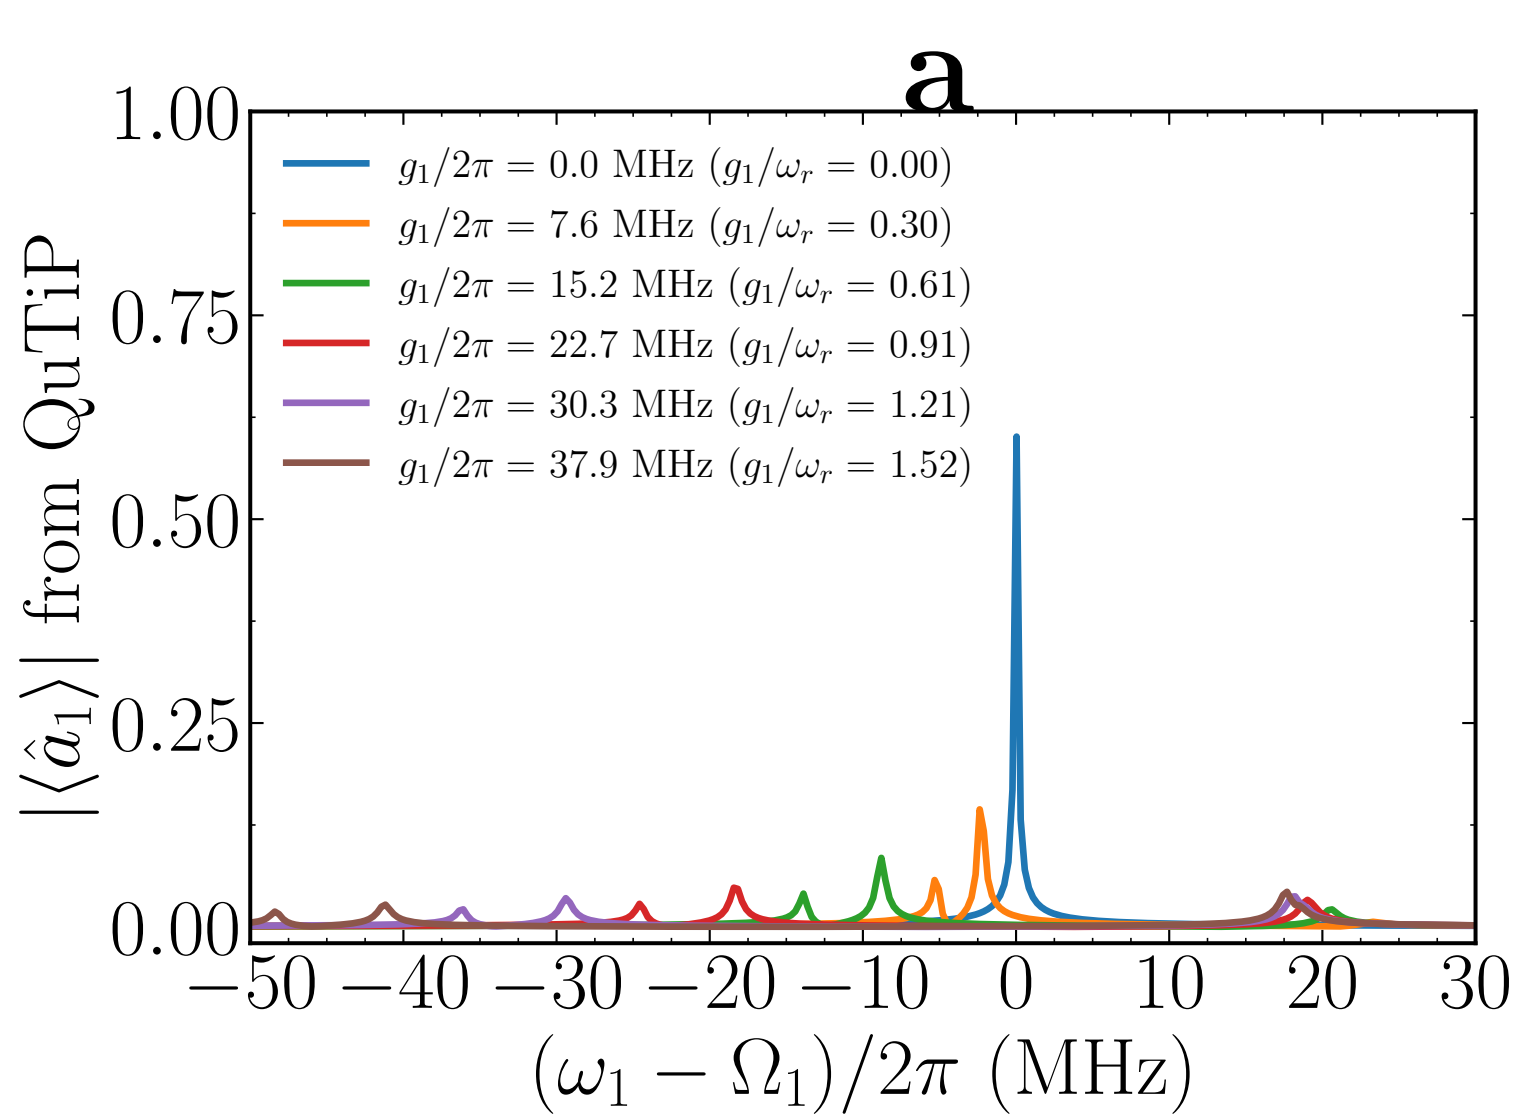 a
1.00
0.75
0.50
0.25
0.00
|⟨â₁⟩| from QuTiP
g₁/2π = 0.0 MHz (g₁/ωᵣ = 0.00)
g₁/2π = 7.6 MHz (g₁/ωᵣ = 0.30)
g₁/2π = 15.2 MHz (g₁/ωᵣ = 0.61)
g₁/2π = 22.7 MHz (g₁/ωᵣ = 0.91)
g₁/2π = 30.3 MHz (g₁/ωᵣ = 1.21)
g₁/2π = 37.9 MHz (g₁/ωᵣ = 1.52)
−50 −40 −30 −20 −10 0 10 20 30
(ω₁ − Ω₁)/2π (MHz)